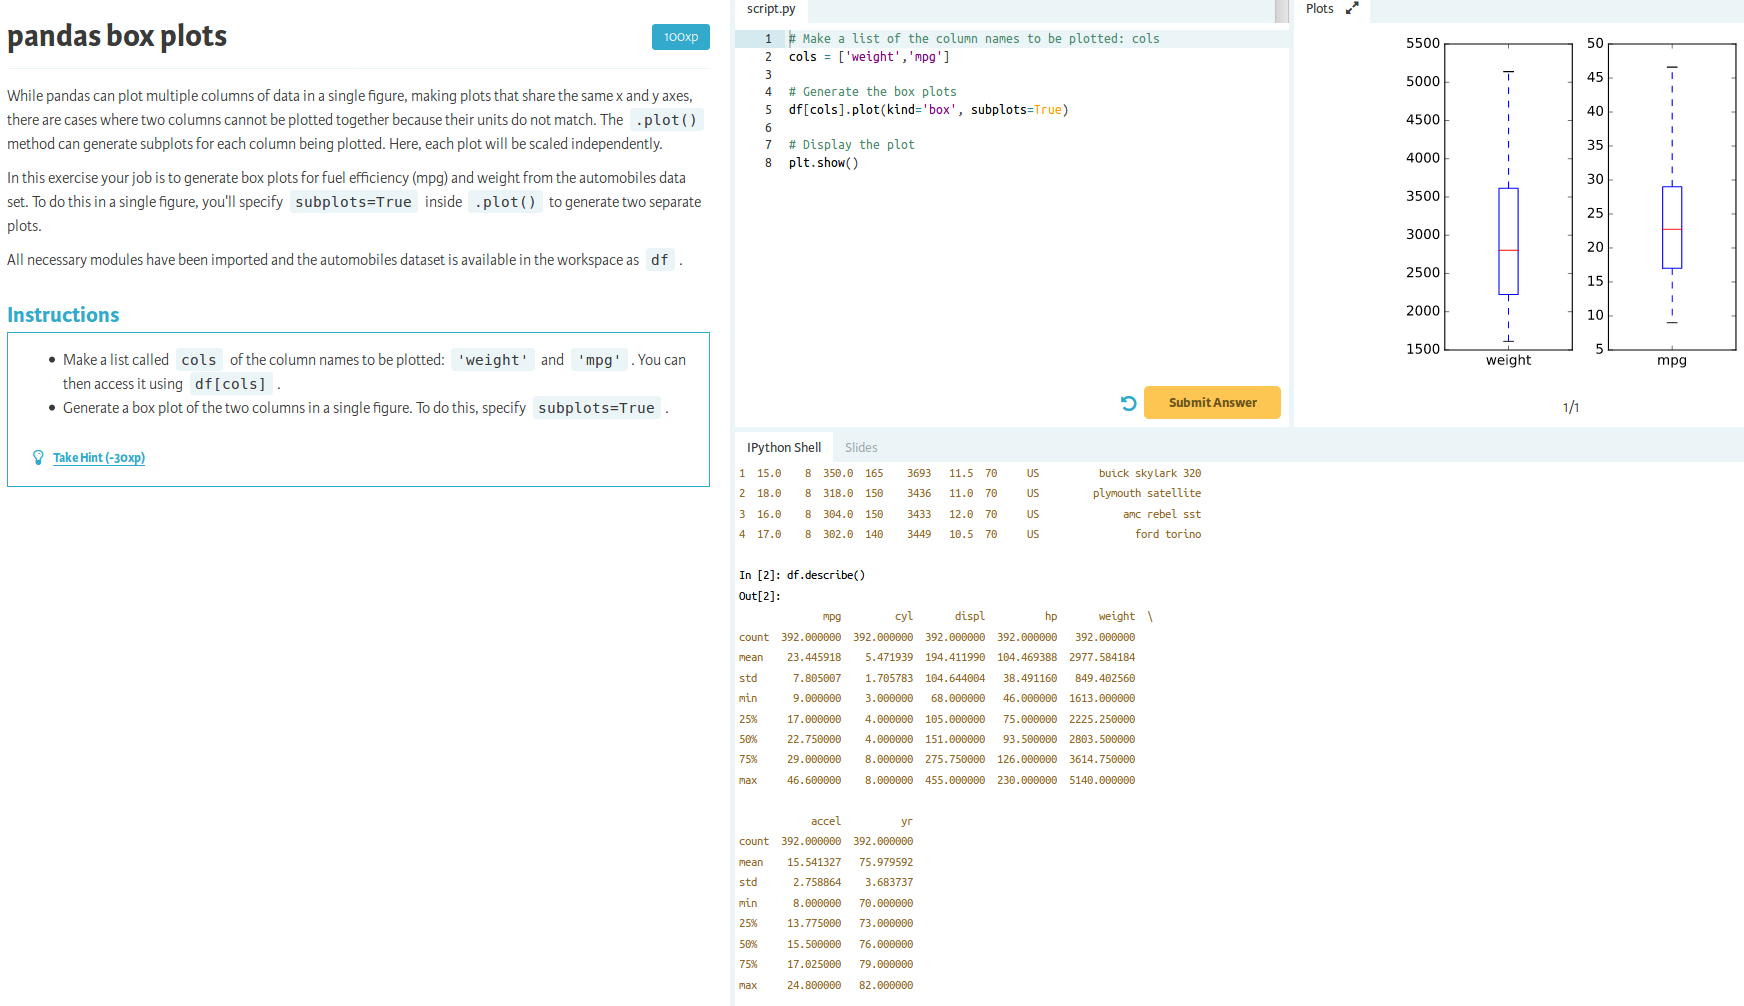 pandas box plots
100xp
While pandas can plot multiple columns of data in a single figure, making plots that share the same x and y axes,
there are cases where two columns cannot be plotted together because their units do not match. The .plot()
method can generate subplots for each column being plotted. Here, each plot will be scaled independently.
In this exercise your job is to generate box plots for fuel efficiency (mpg) and weight from the automobiles data
set. To do this in a single figure, you'll specify subplots=True inside .plot() to generate two separate
plots.
All necessary modules have been imported and the automobiles dataset is available in the workspace as df .
Instructions
• Make a list called cols of the column names to be plotted: 'weight' and 'mpg' . You can
then access it using df[cols] .
• Generate a box plot of the two columns in a single figure. To do this, specify subplots=True .
Take Hint (-30xp)
script.py
1 # Make a list of the column names to be plotted: cols
2 cols = ['weight','mpg']
3
4 # Generate the box plots
5 df[cols].plot(kind='box', subplots=True)
6
7 # Display the plot
8 plt.show()
Submit Answer
Plots
5500
5000
4500
4000
3500
3000
2500
2000
1500
weight
50
45
40
35
30
25
20
15
10
5
mpg
1/1
IPython Shell Slides
1 15.0 8 350.0 165 3693 11.5 70 US buick skylark 320
2 18.0 8 318.0 150 3436 11.0 70 US plymouth satellite
3 16.0 8 304.0 150 3433 12.0 70 US amc rebel sst
4 17.0 8 302.0 140 3449 10.5 70 US ford torino
In [2]: df.describe()
Out[2]:
mpg cyl displ hp weight \
count 392.000000 392.000000 392.000000 392.000000 392.000000
mean 23.445918 5.471939 194.411990 104.469388 2977.584184
std 7.805007 1.705783 104.644004 38.491160 849.402560
min 9.000000 3.000000 68.000000 46.000000 1613.000000
25% 17.000000 4.000000 105.000000 75.000000 2225.250000
50% 22.750000 4.000000 151.000000 93.500000 2803.500000
75% 29.000000 8.000000 275.750000 126.000000 3614.750000
max 46.600000 8.000000 455.000000 230.000000 5140.000000
accel yr
count 392.000000 392.000000
mean 15.541327 75.979592
std 2.758864 3.683737
min 8.000000 70.000000
25% 13.775000 73.000000
50% 15.500000 76.000000
75% 17.025000 79.000000
max 24.800000 82.000000